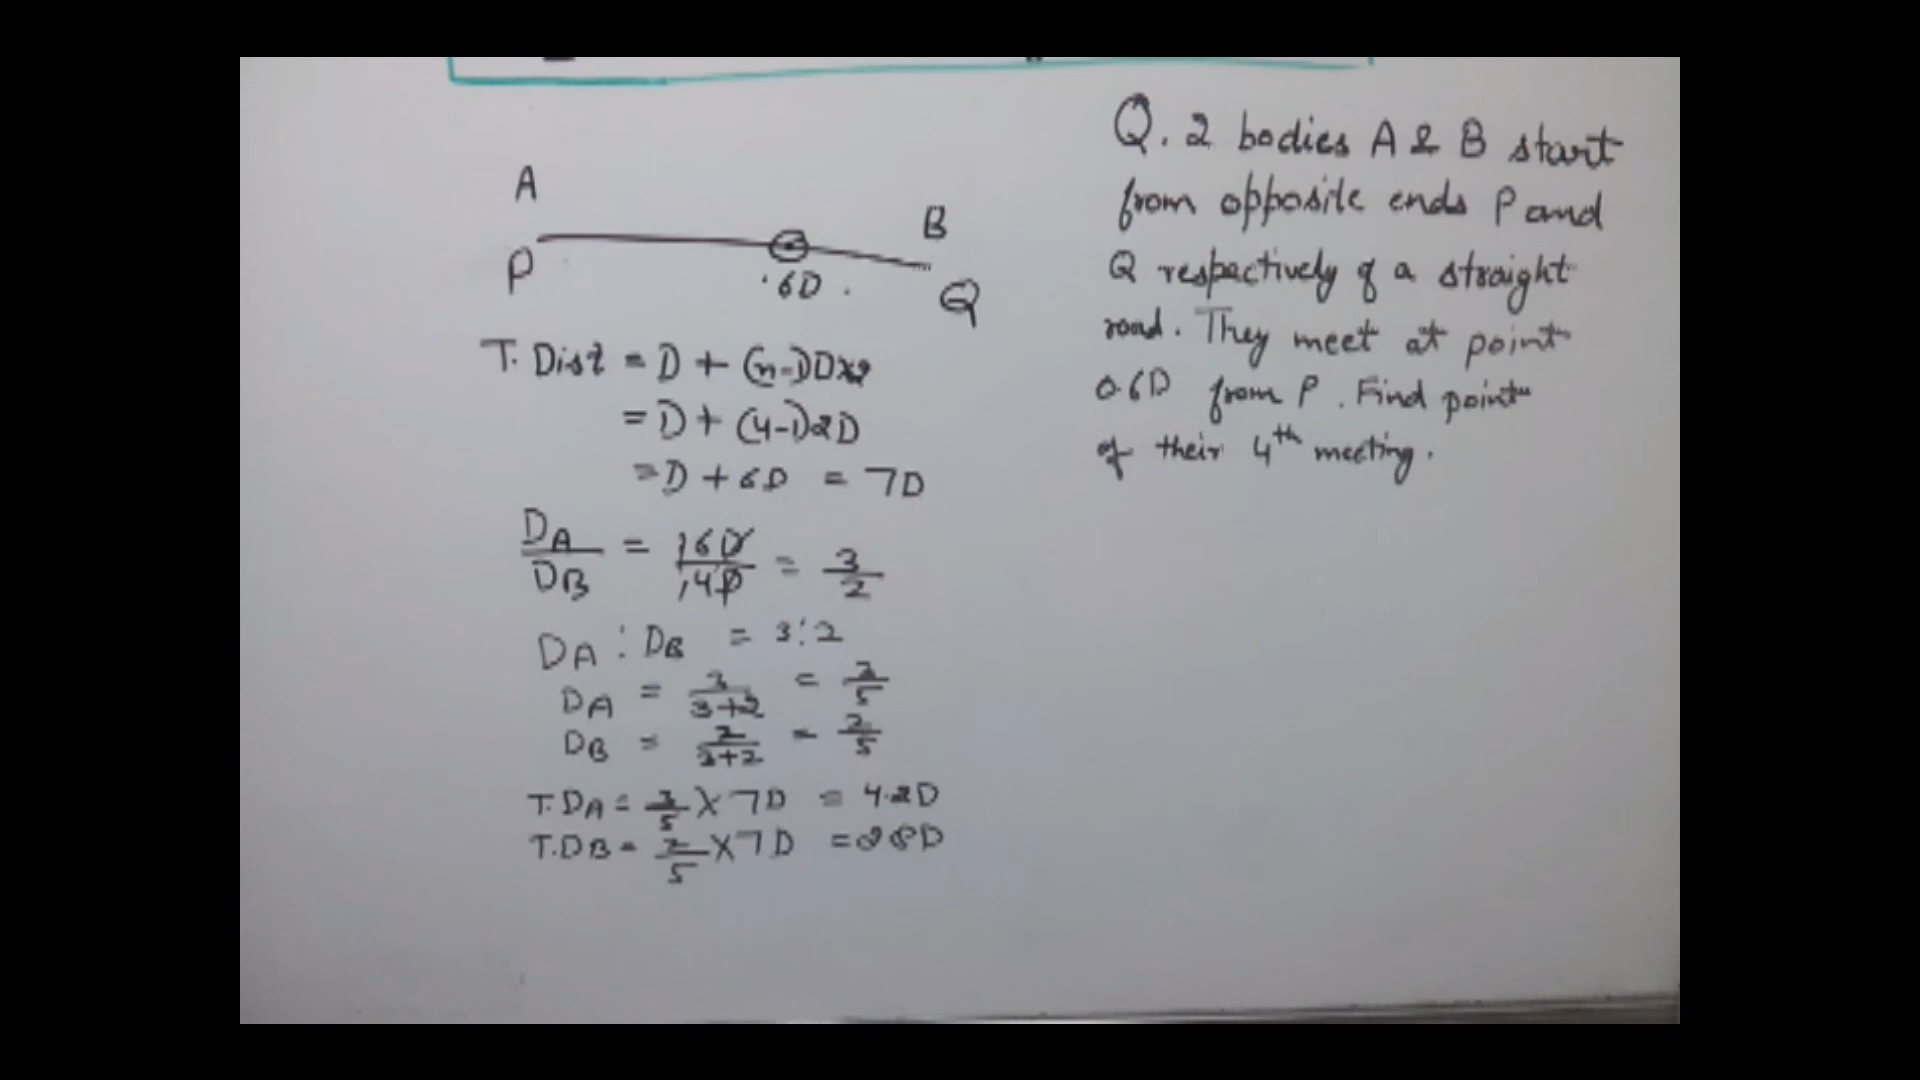 A
B
P
.6D .
Q
T. Dist = D + (n-1)D×2
= D + (4-1)2D
= D + 6D = 7D
DA/DB = .6D/.4D = 3/2
DA : DB = 3:2
DA = 3/3+2 = 3/5
DB = 2/3+2 = 2/5
T.DA = 3/5 X 7D = 4.2D
T.DB = 2/5 X 7D = 2.8D
Q. 2 bodies A & B start
from opposite ends P and
Q respectively of a straight
road. They meet at point
0.6D from P. Find point
of their 4th meeting.